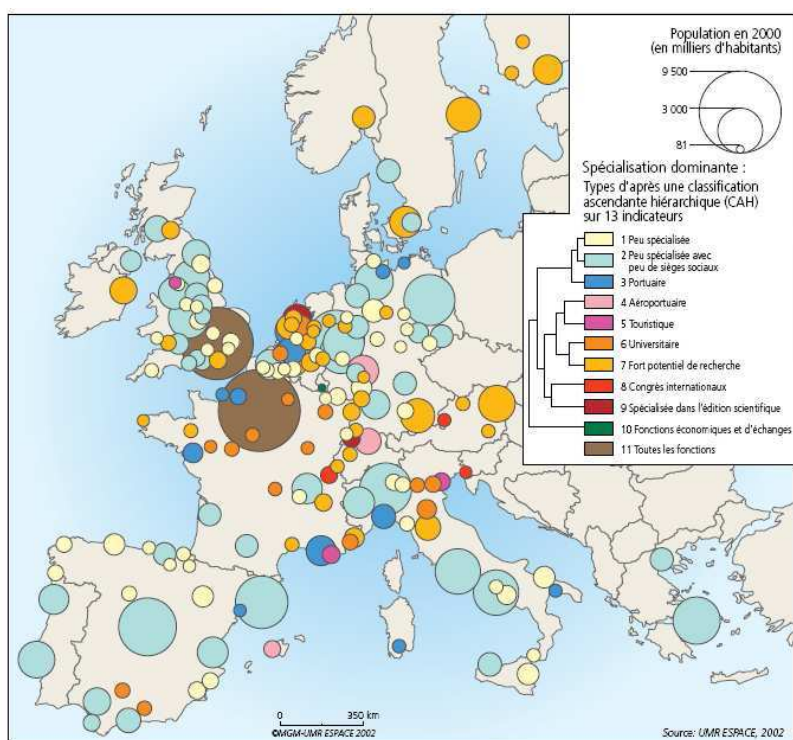 Population en 2000
(en milliers d'habitants)
9 500
3 000
81
Spécialisation dominante :
Types d'après une classification
ascendante hiérarchique (CAH)
sur 13 indicateurs
1 Peu spécialisée
2 Peu spécialisée avec
peu de sièges sociaux
3 Portuaire
4 Aéroportuaire
5 Touristique
6 Universitaire
7 Fort potentiel de recherche
8 Congrès internationaux
9 Spécialisée dans l'édition scientifique
10 Fonctions économiques et d'échanges
11 Toutes les fonctions
0 350 km
©MGM-UMR ESPACE 2002
Source: UMR ESPACE, 2002